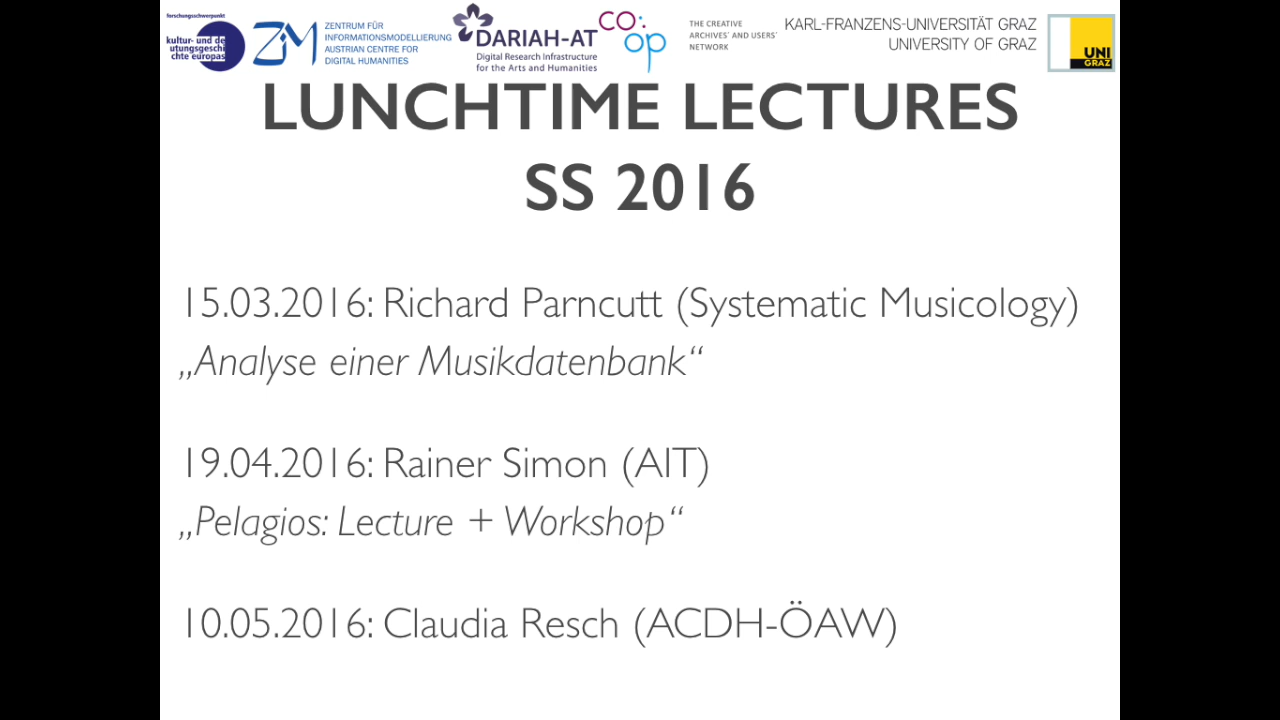 forschungsschwerpunkt
kultur- und de
utungsgeschi
chte europas
ZIM
ZENTRUM FÜR
INFORMATIONSMODELLIERUNG
AUSTRIAN CENTRE FOR
DIGITAL HUMANITIES
DARIAH-AT
Digital Research Infrastructure
for the Arts and Humanities
co:
op
THE CREATIVE
ARCHIVES' AND USERS'
NETWORK
KARL-FRANZENS-UNIVERSITÄT GRAZ
UNIVERSITY OF GRAZ
UNI
GRAZ
LUNCHTIME LECTURES
SS 2016
15.03.2016: Richard Parncutt (Systematic Musicology)
„Analyse einer Musikdatenbank“
19.04.2016: Rainer Simon (AIT)
„Pelagios: Lecture + Workshop“
10.05.2016: Claudia Resch (ACDH-ÖAW)